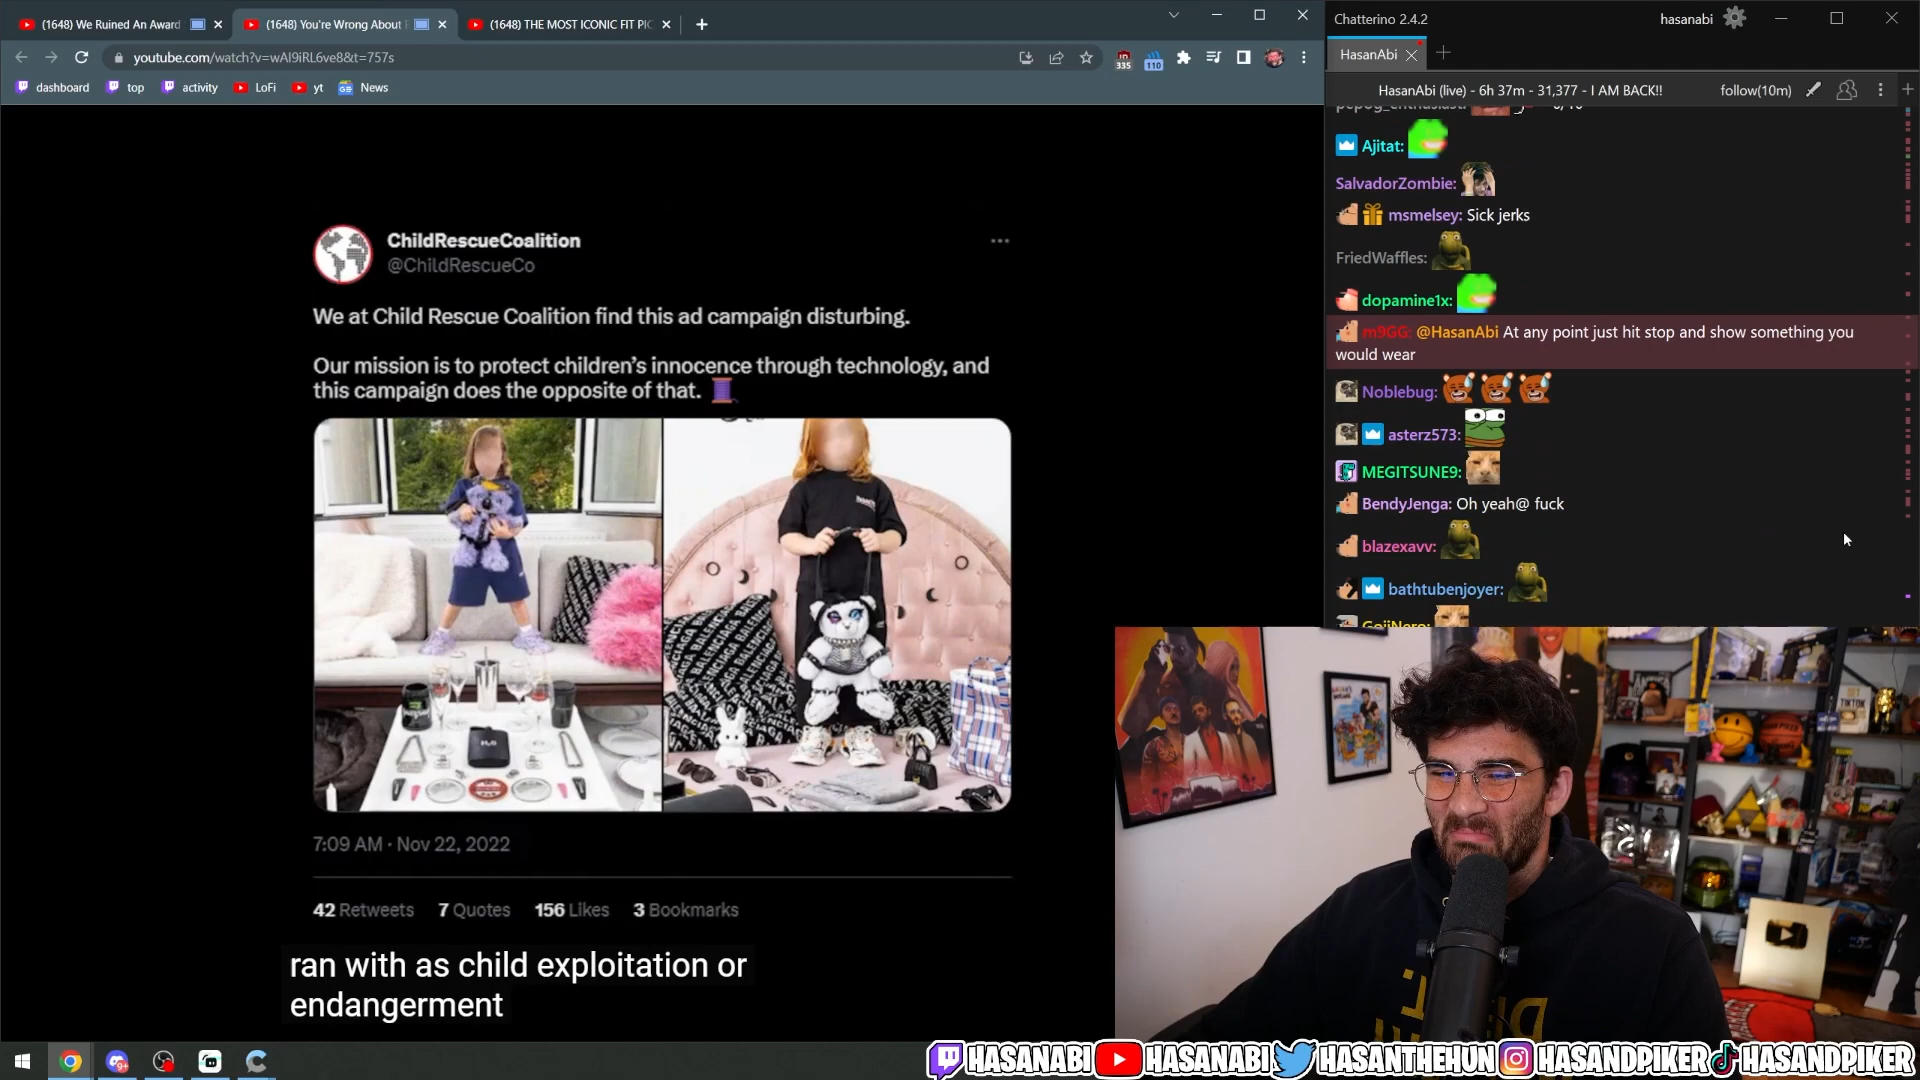 (1648) We Ruined An Award
(1648) You're Wrong About
(1648) THE MOST ICONIC FIT PIC
youtube.com/watch?v=wAl9iRL6ve8&t=757s
335
110
dashboard
top
activity
LoFi
yt
News
ChildRescueCoalition
@ChildRescueCo
We at Child Rescue Coalition find this ad campaign disturbing.
Our mission is to protect children's innocence through technology, and
this campaign does the opposite of that.
7:09 AM · Nov 22, 2022
42 Retweets 7 Quotes 156 Likes 3 Bookmarks
ran with as child exploitation or
endangerment
Chatterino 2.4.2
hasanabi
HasanAbi
HasanAbi (live) - 6h 37m - 31,377 - I AM BACK!!
follow(10m)
Ajitat:
SalvadorZombie:
msmelsey: Sick jerks
FriedWaffles:
dopamine1x:
m9GG: @HasanAbi At any point just hit stop and show something you
would wear
Noblebug:
asterz573:
MEGITSUNE9:
BendyJenga: Oh yeah@ fuck
blazexavv:
bathtubenjoyer:
GojiNero:
HASANABI HASANABI HASANTHEHUN HASANDPIKER HASANDPIKER